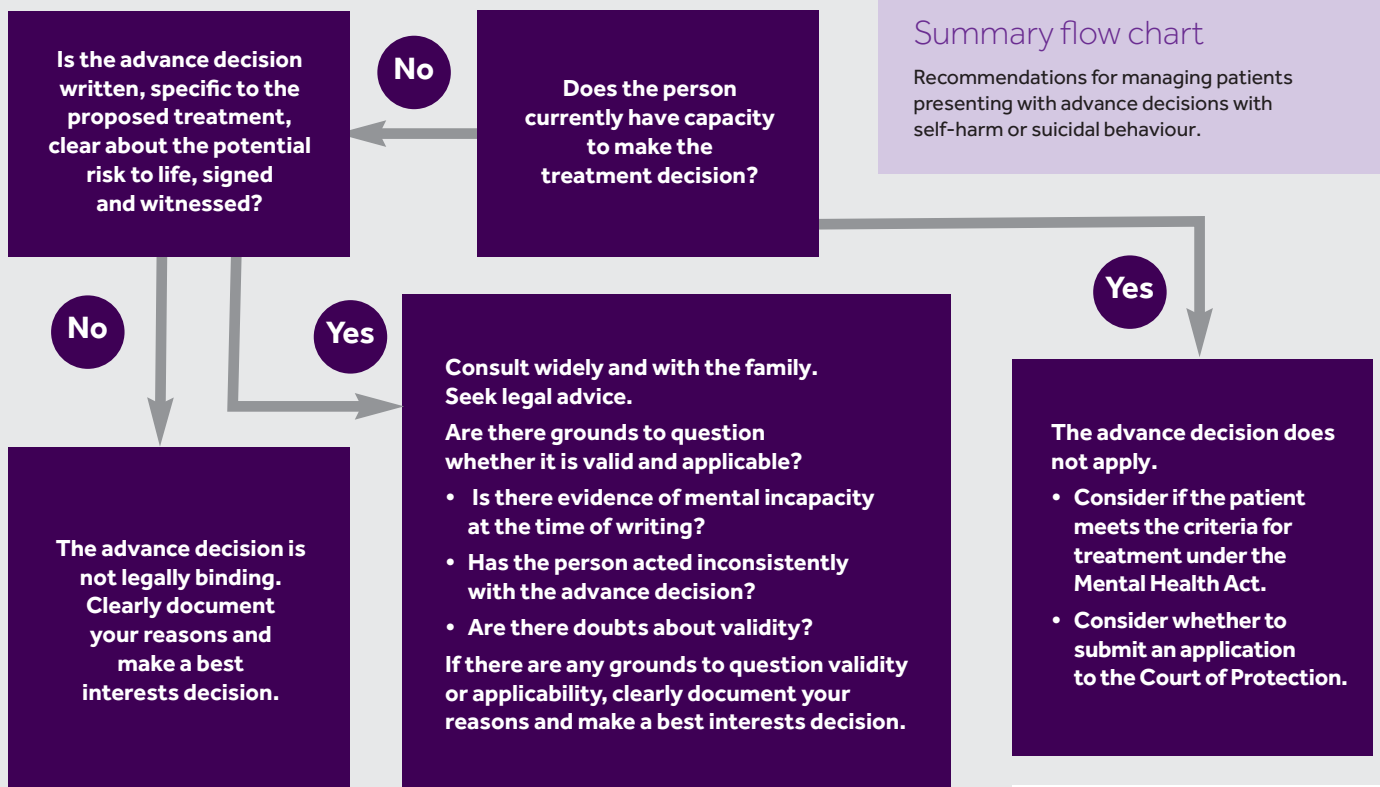 Summary flow chart
Recommendations for managing patients
presenting with advance decisions with
self-harm or suicidal behaviour.
Does the person
currently have capacity
to make the
treatment decision?
No
Is the advance decision
written, specific to the
proposed treatment,
clear about the potential
risk to life, signed
and witnessed?
No
The advance decision is
not legally binding.
Clearly document
your reasons and
make a best
interests decision.
Yes
Consult widely and with the family.
Seek legal advice.
Are there grounds to question
whether it is valid and applicable?
• Is there evidence of mental incapacity
at the time of writing?
• Has the person acted inconsistently
with the advance decision?
• Are there doubts about validity?
If there are any grounds to question validity
or applicability, clearly document your
reasons and make a best interests decision.
Yes
The advance decision does
not apply.
• Consider if the patient
meets the criteria for
treatment under the
Mental Health Act.
• Consider whether to
submit an application
to the Court of Protection.